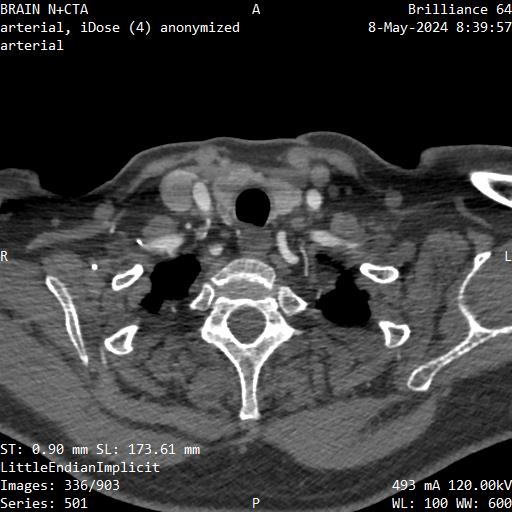 BRAIN N+CTA
arterial, iDose (4) anonymized
arterial
A
Brilliance 64
8-May-2024 8:39:57
R
L
ST: 0.90 mm SL: 173.61 mm
LittleEndianImplicit
Images: 336/903
Series: 501
P
493 mA 120.00kV
WL: 100 WW: 600